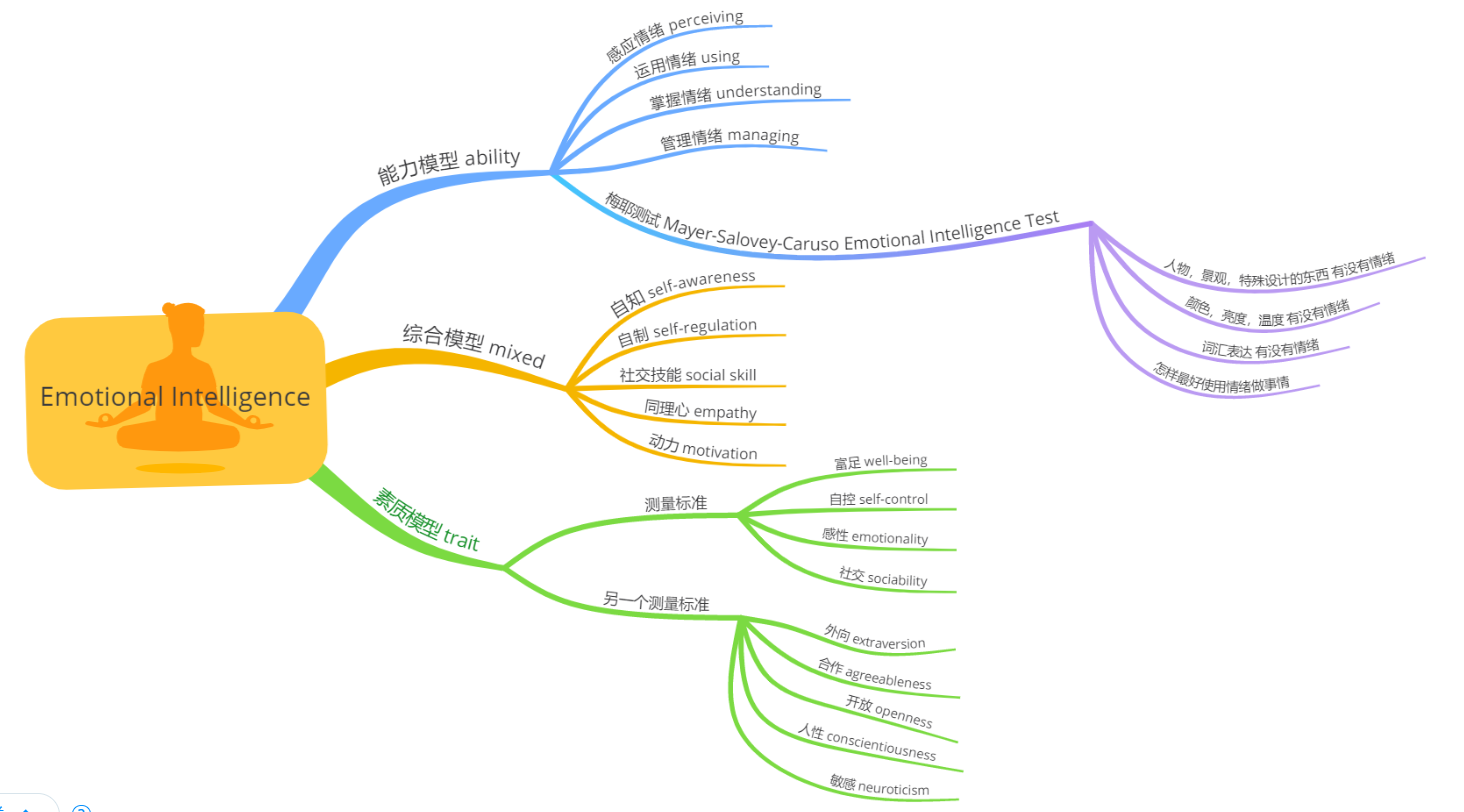 Emotional Intelligence
能力模型 ability
感应情绪 perceiving
运用情绪 using
掌握情绪 understanding
管理情绪 managing
梅耶测试 Mayer-Salovey-Caruso Emotional Intelligence Test
人物，景观，特殊设计的东西 有没有情绪
颜色，亮度，温度 有没有情绪
词汇表达 有没有情绪
怎样最好使用情绪做事情
综合模型 mixed
自知 self-awareness
自制 self-regulation
社交技能 social skill
同理心 empathy
动力 motivation
素质模型 trait
测量标准
富足 well-being
自控 self-control
感性 emotionality
社交 sociability
另一个测量标准
外向 extraversion
合作 agreeableness
开放 openness
人性 conscientiousness
敏感 neuroticism